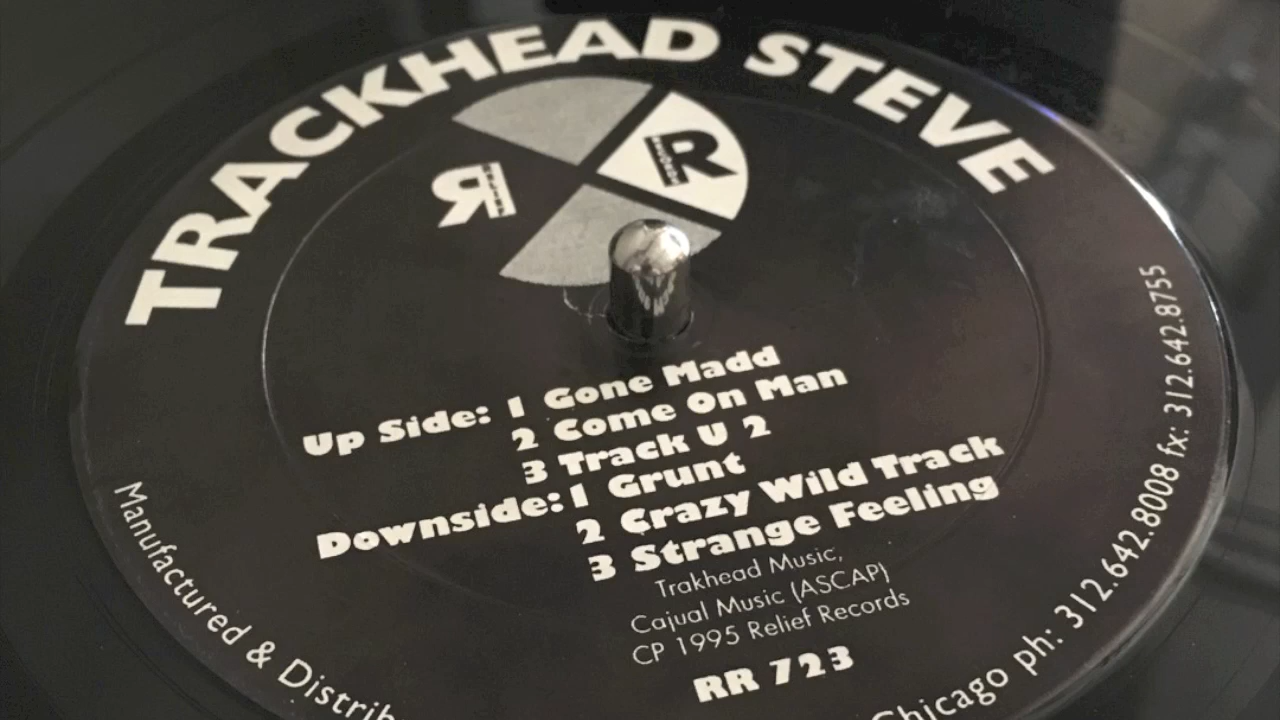 TRACKHEAD STEVE
R
R
Up Side: 1 Gone Madd
2 Come On Man
3 Track U 2
Downside: 1 Grunt
2 Crazy Wild Track
3 Strange Feeling
Trakhead Music,
Cajual Music (ASCAP)
CP 1995 Relief Records
RR 723
Manufactured & Distrib
Chicago ph: 312.642.8008 fx: 312.642.8755